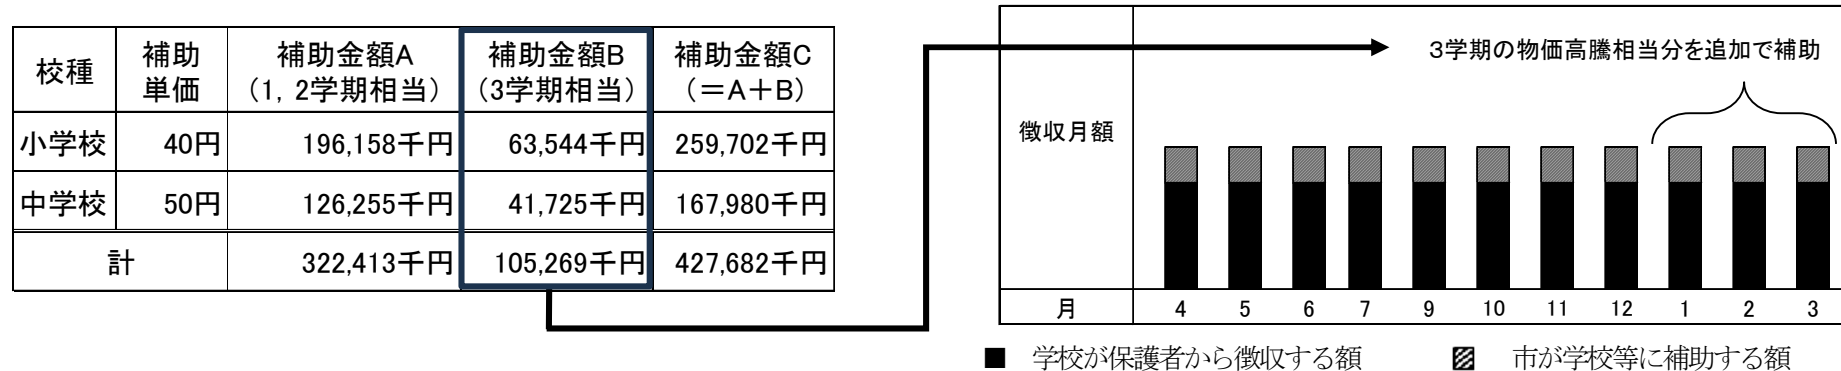 校種 補助単価 補助金額A（1，2学期相当） 補助金額B（3学期相当） 補助金額C（＝A＋B）
小学校 40円 196,158千円 63,544千円 259,702千円
中学校 50円 126,255千円 41,725千円 167,980千円
計 322,413千円 105,269千円 427,682千円
3学期の物価高騰相当分を追加で補助
徴収月額
月 4 5 6 7 9 10 11 12 1 2 3
学校が保護者から徴収する額
市が学校等に補助する額